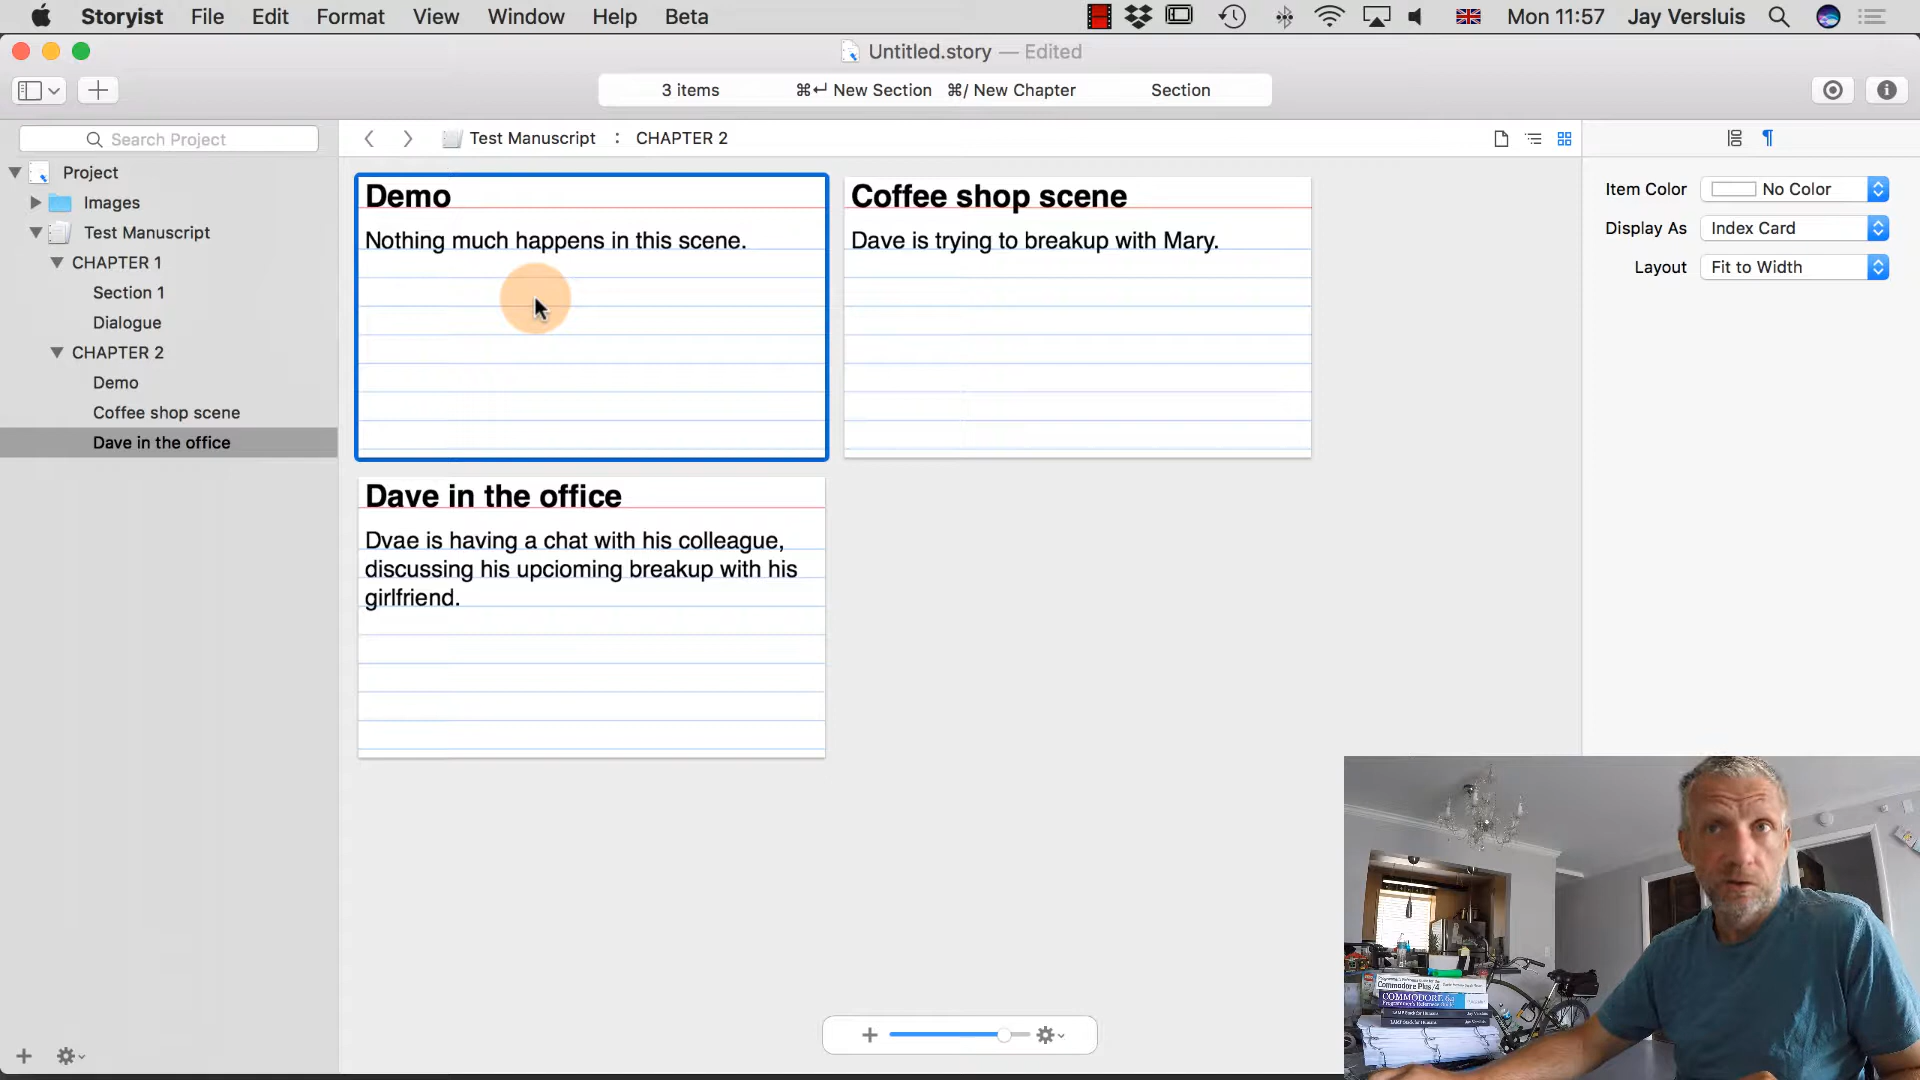 Storyist File Edit Format View Window Help Beta
Mon 11:57 Jay Versluis
Untitled.story — Edited
3 items ⌘↩ New Section ⌘/ New Chapter Section
Search Project
Test Manuscript : CHAPTER 2
Project
Images
Test Manuscript
CHAPTER 1
Section 1
Dialogue
CHAPTER 2
Demo
Coffee shop scene
Dave in the office
Demo
Nothing much happens in this scene.
Coffee shop scene
Dave is trying to breakup with Mary.
Dave in the office
Dvae is having a chat with his colleague,
discussing his upcioming breakup with his
girlfriend.
Item Color No Color
Display As Index Card
Layout Fit to Width
Commodore Plus/4
COMMODORE 64